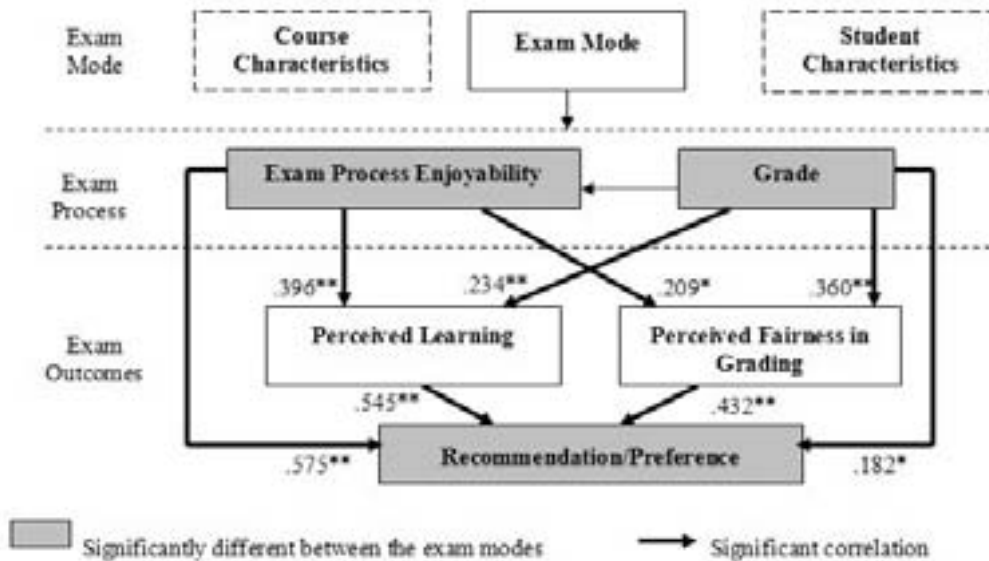 Exam
Mode
Course
Characteristics
Exam Mode
Student
Characteristics
Exam
Process
Exam Process Enjoyability
Grade
.396**
.234**
.209*
.360**
Exam
Outcomes
Perceived Learning
Perceived Fairness in
Grading
.545**
.432**
.575**
Recommendation/Preference
.182*
Significantly different between the exam modes
Significant correlation